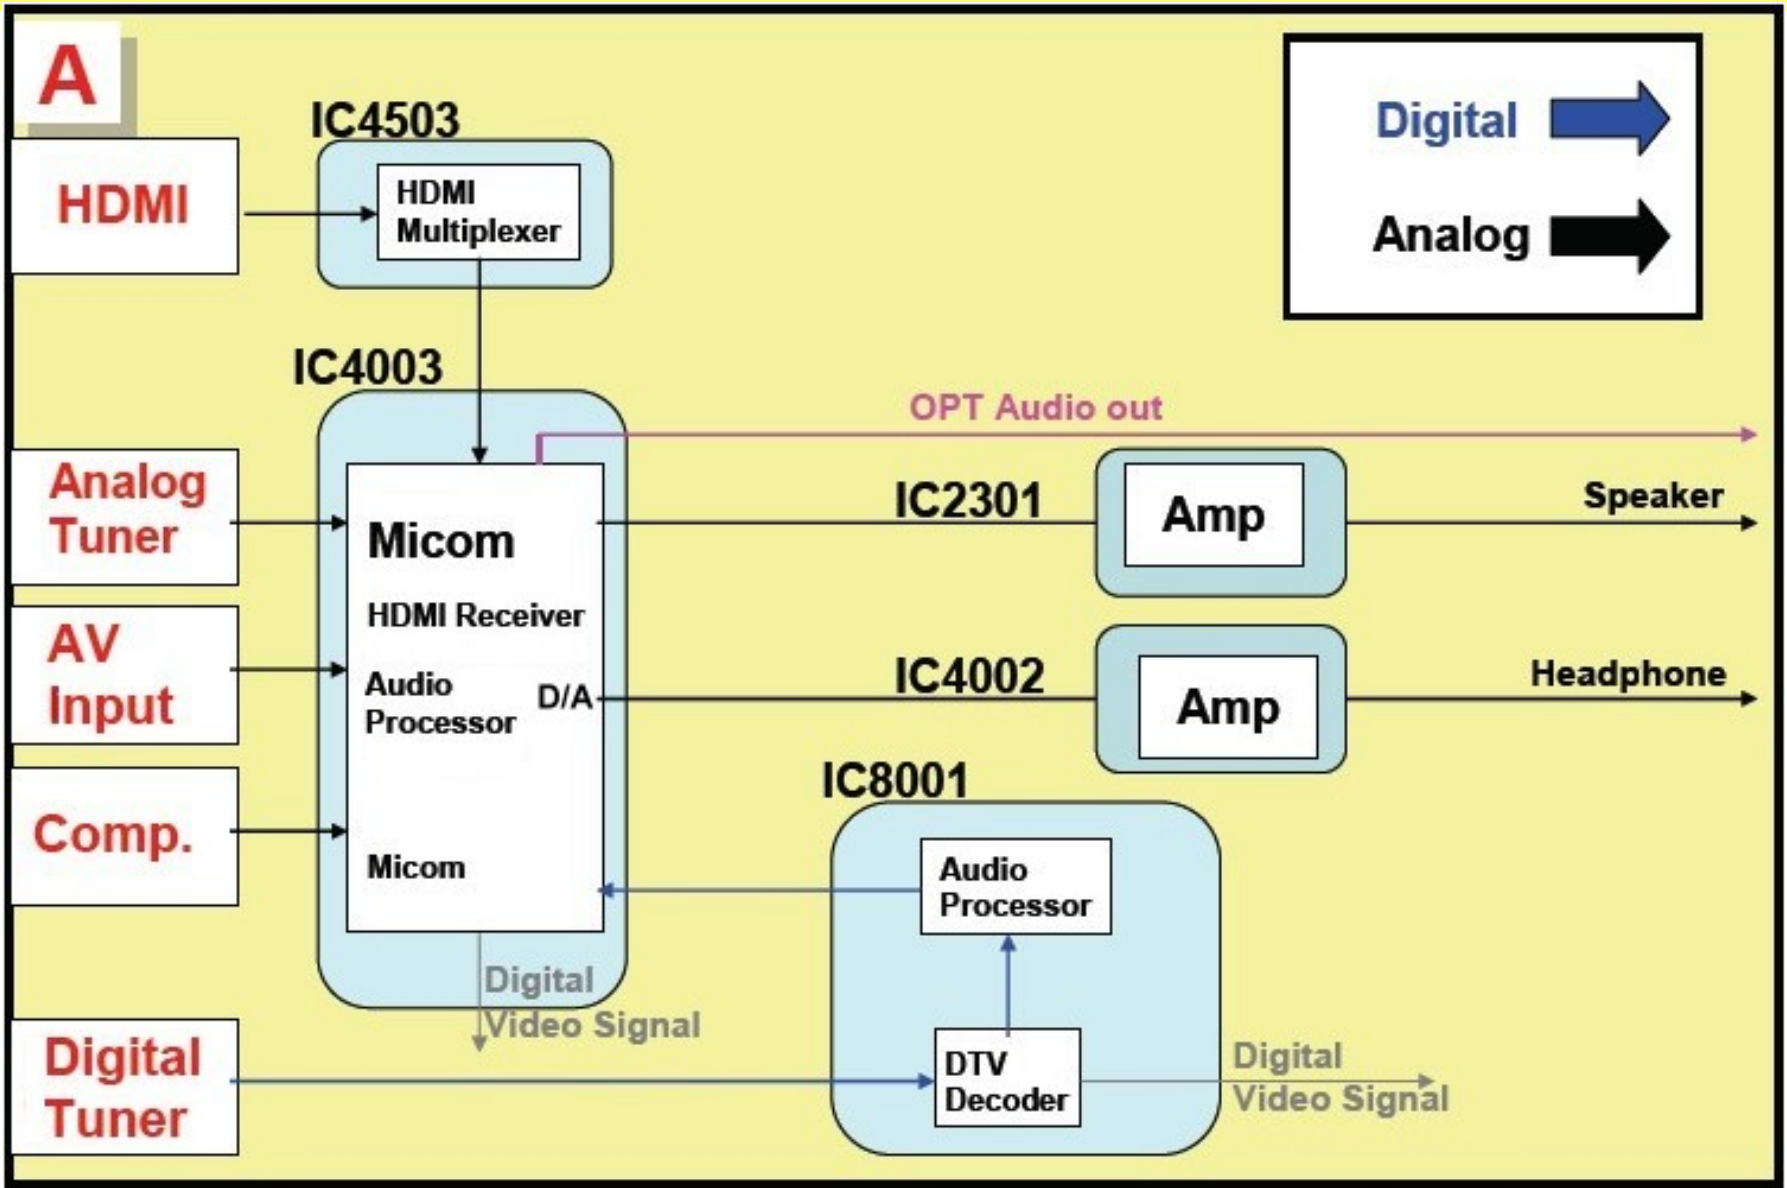 A
IC4503
Digital
HDMI
HDMI
Multiplexer
Analog
IC4003
OPT Audio out
Analog
Tuner
IC2301
Amp
Speaker
Micom
HDMI Receiver
AV
Input
Audio
Processor
D/A
IC4002
Amp
Headphone
IC8001
Comp.
Micom
Audio
Processor
Digital
Video Signal
Digital
Tuner
DTV
Decoder
Digital
Video Signal